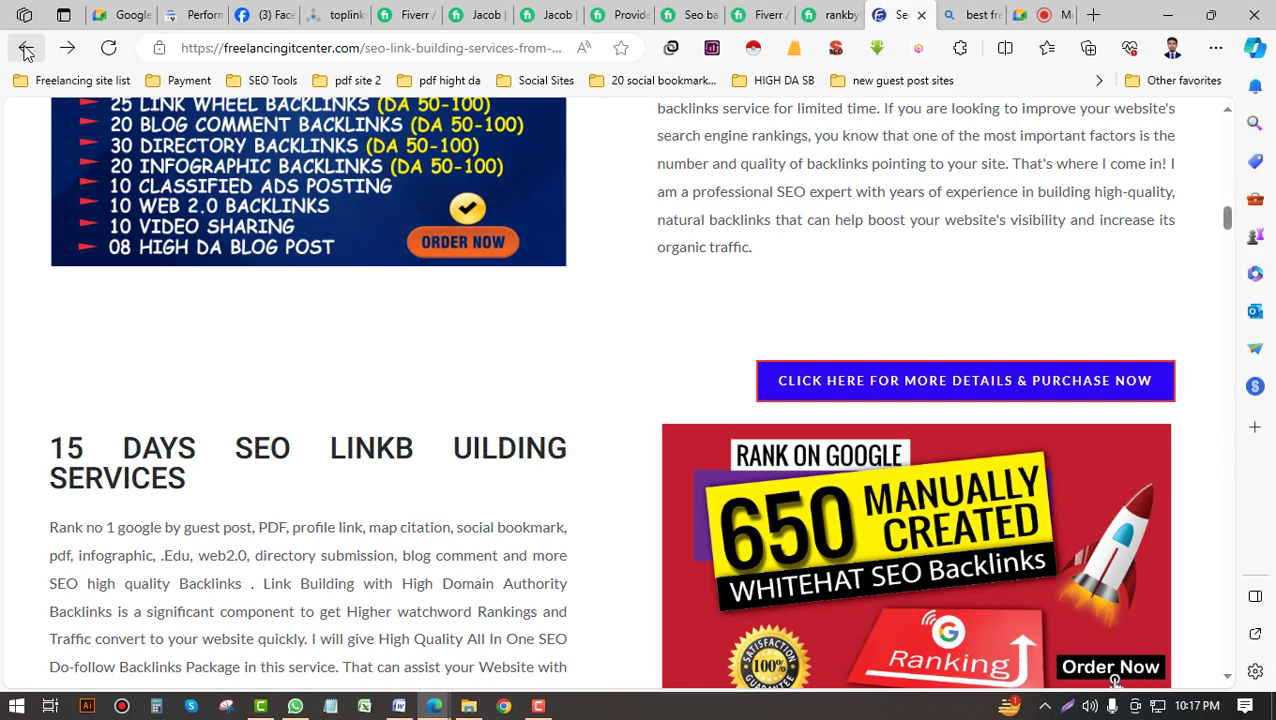 Google
Perform
(3) Face
toplink
Fiverr /
Jacob |
Jacob |
Provide
Seo ba
Fiverr /
rankby
Se
best fre
Me
https://freelancingitcenter.com/seo-link-building-services-from-...
Freelancing site list
Payment
SEO Tools
pdf site 2
pdf hight da
Social Sites
20 social bookmark...
HIGH DA SB
new guest post sites
Other favorites
25 LINK WHEEL BACKLINKS (DA 50-100)
20 BLOG COMMENT BACKLINKS (DA 50-100)
30 DIRECTORY BACKLINKS (DA 50-100)
20 INFOGRAPHIC BACKLINKS (DA 50-100)
10 CLASSIFIED ADS POSTING
10 WEB 2.0 BACKLINKS
10 VIDEO SHARING
08 HIGH DA BLOG POST
ORDER NOW
backlinks service for limited time. If you are looking to improve your website's
search engine rankings, you know that one of the most important factors is the
number and quality of backlinks pointing to your site. That's where I come in! I
am a professional SEO expert with years of experience in building high-quality,
natural backlinks that can help boost your website's visibility and increase its
organic traffic.
CLICK HERE FOR MORE DETAILS & PURCHASE NOW
15 DAYS SEO LINKB UILDING
SERVICES
Rank no 1 google by guest post, PDF, profile link, map citation, social bookmark,
pdf, infographic, .Edu, web2.0, directory submission, blog comment and more
SEO high quality Backlinks . Link Building with High Domain Authority
Backlinks is a significant component to get Higher watchword Rankings and
Traffic convert to your website quickly. I will give High Quality All In One SEO
Do-follow Backlinks Package in this service. That can assist your Website with
RANK ON GOOGLE
650 MANUALLY
CREATED
WHITEHAT SEO Backlinks
SATISFACTION
100%
GUARANTEE
G
Ranking
Order Now
10:17 PM